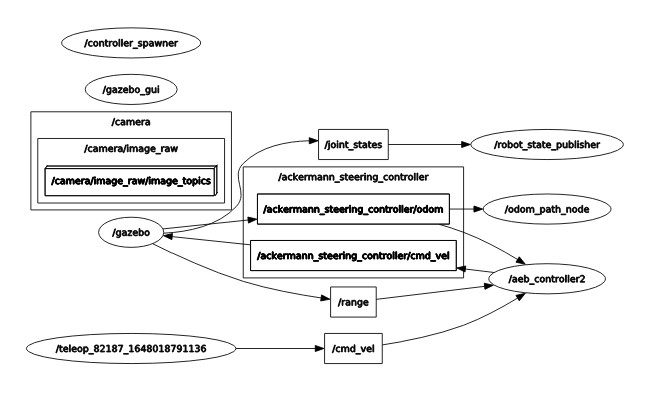 /controller_spawner
/gazebo_gui
/camera
/camera/image_raw
/camera/image_raw/image_topics
/joint_states
/robot_state_publisher
/ackermann_steering_controller
/ackermann_steering_controller/odom
/odom_path_node
/gazebo
/ackermann_steering_controller/cmd_vel
/aeb_controller2
/range
/teleop_82187_1648018791136
/cmd_vel